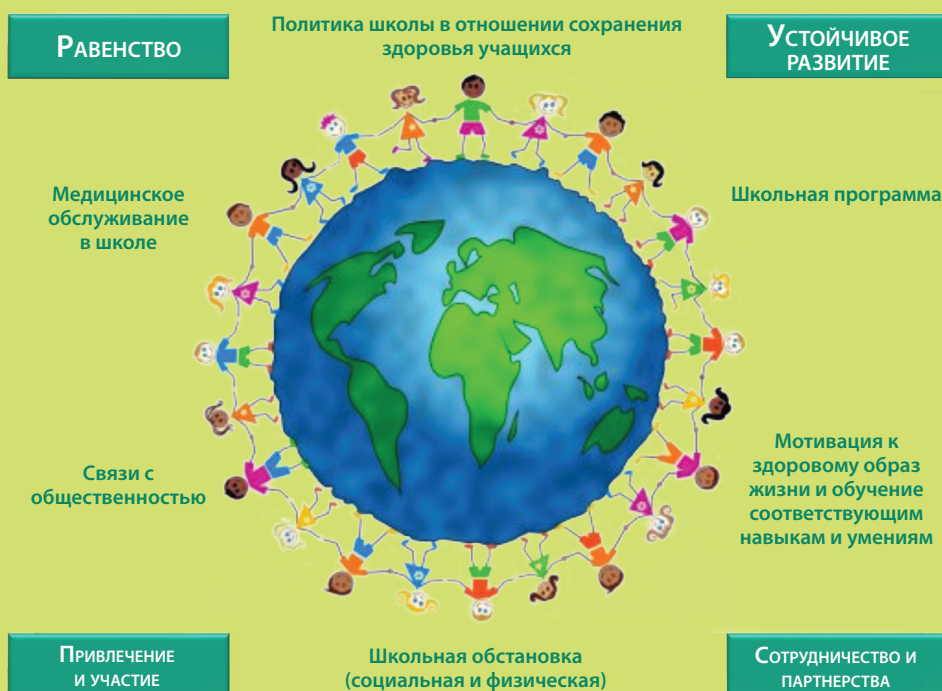 Равенство
Политика школы в отношении сохранения
здоровья учащихся
Устойчивое
развитие
Медицинское
обслуживание
в школе
Школьная программа
Связи с
общественностью
Мотивация к
здоровому образ
жизни и обучение
соответствующим
навыкам и умениям
Привлечение
и участие
Школьная обстановка
(социальная и физическая)
Сотрудничество и
партнерства